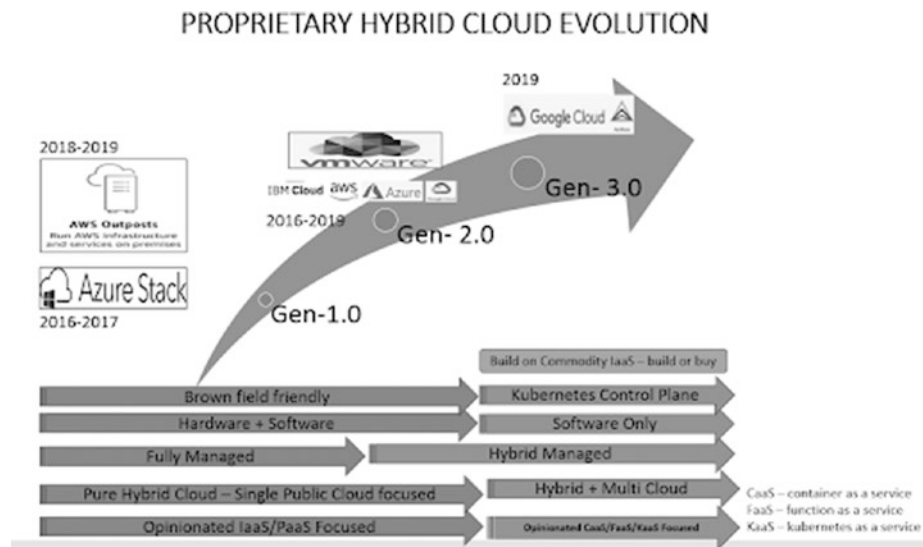 PROPRIETARY HYBRID CLOUD EVOLUTION
2019
Google Cloud
2018-2019
AWS Outposts
Run AWS infrastructure
and services on premises
Azure Stack
2016-2017
vmware
IBM Cloud aws Azure
2016-2019
Gen- 3.0
Gen- 2.0
Gen-1.0
Build on Commodity IaaS – build or buy
Brown field friendly
Kubernetes Control Plane
Hardware + Software
Software Only
Fully Managed
Hybrid Managed
Pure Hybrid Cloud – Single Public Cloud focused
Hybrid + Multi Cloud
Opinionated IaaS/PaaS Focused
Opinionated CaaS/FaaS/KaaS Focused
CaaS – container as a service
FaaS – function as a service
KaaS – kubernetes as a service